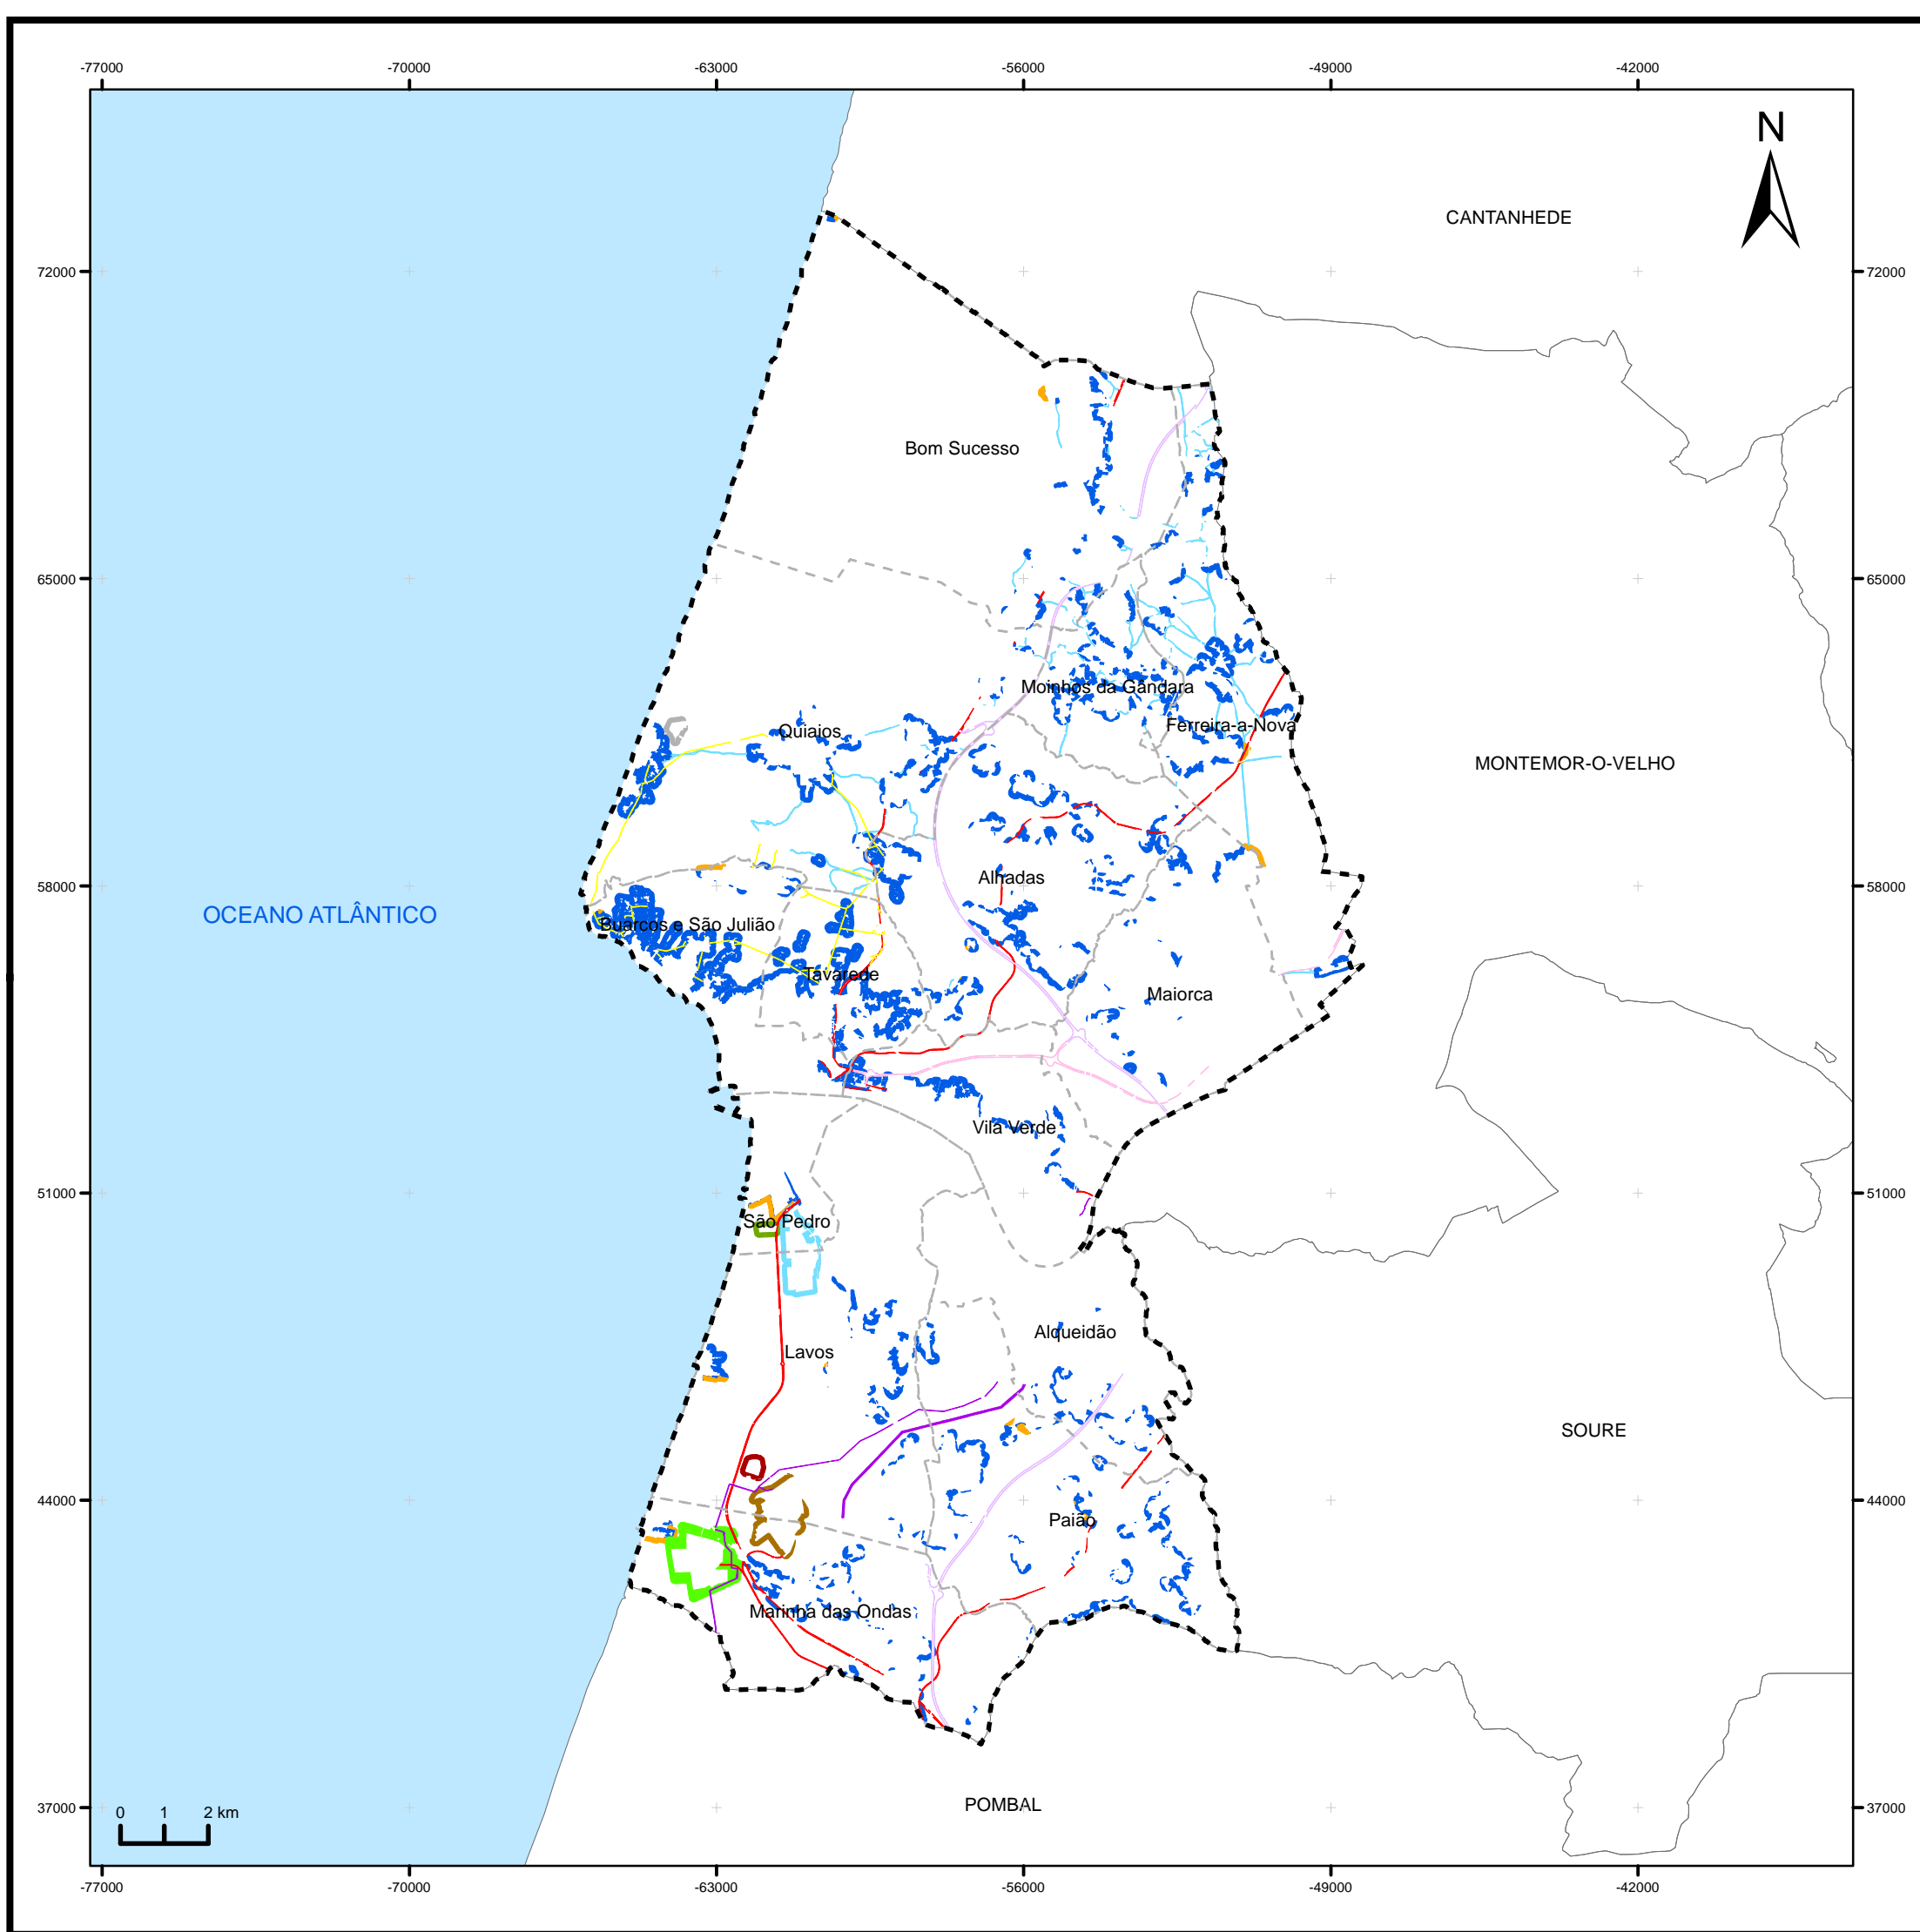 -77000 -70000 -63000 -56000 -49000 -42000
N
CANTANHEDE
72000 72000
Bom Sucesso
65000 65000
Moinhos da Gândara
Ferreira-a-Nova
Quiaios
MONTEMOR-O-VELHO
Alhadas
58000 58000
OCEANO ATLÂNTICO
Buarcos e São Julião
Tavarede
Maiorca
Vila Verde
51000 51000
São Pedro
Alqueidão
Lavos
SOURE
44000 44000
Paião
Marinha das Ondas
POMBAL
37000 37000
0 1 2 km
-77000 -70000 -63000 -56000 -49000 -42000